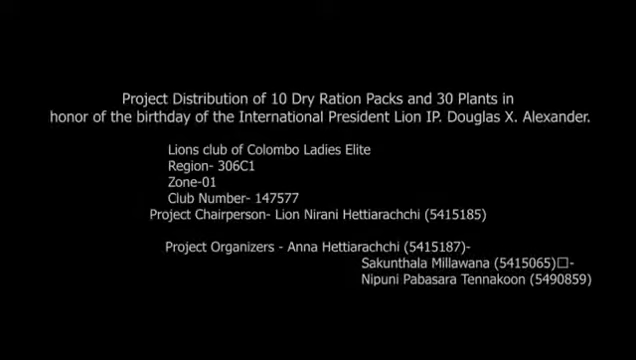 Project Distribution of 10 Dry Ration Packs and 30 Plants in
honor of the birthday of the International President Lion IP. Douglas X. Alexander.
Lions club of Colombo Ladies Elite
Region- 306C1
Zone-01
Club Number- 147577
Project Chairperson- Lion Nirani Hettiarachchi (5415185)
Project Organizers - Anna Hettiarachchi (5415187)-
Sakunthala Millawana (5415065)□-
Nipuni Pabasara Tennakoon (5490859)